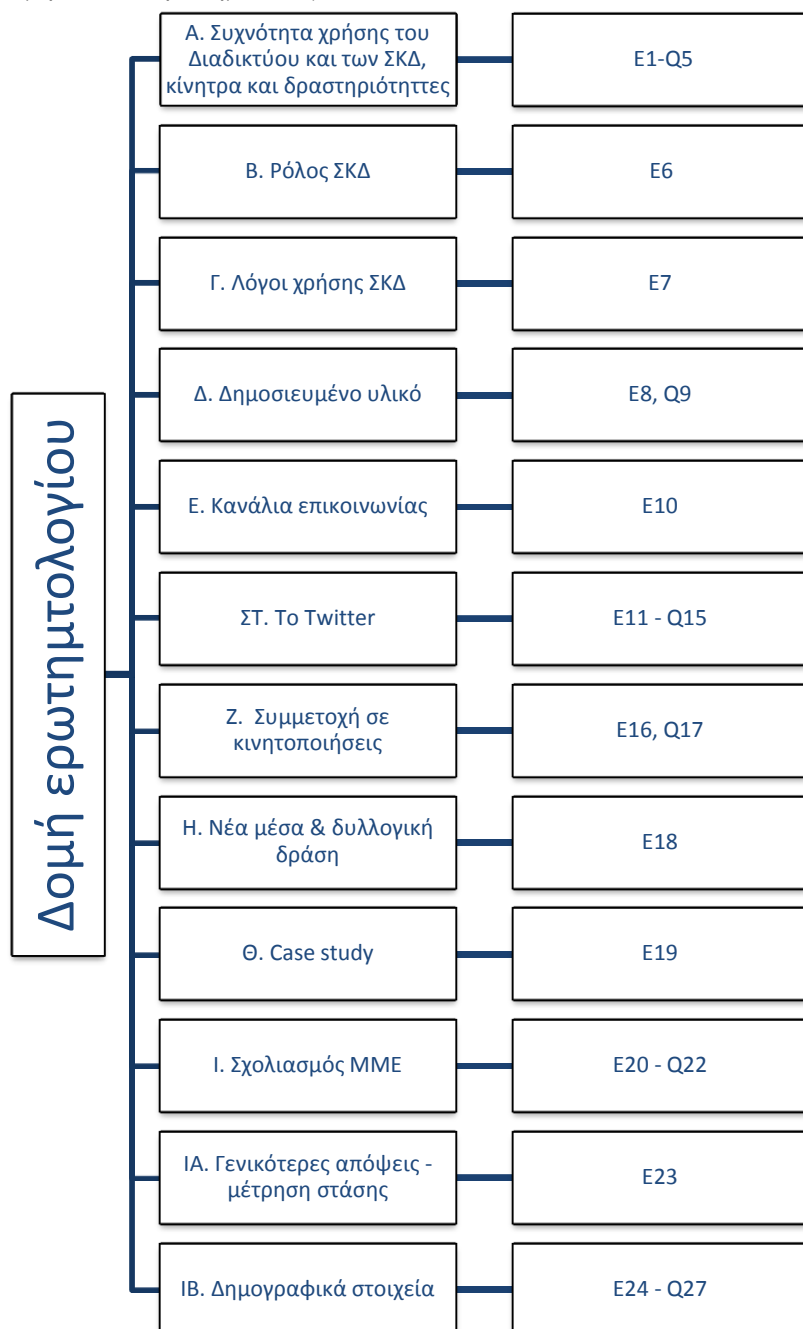 Α. Συχνότητα χρήσης του
Διαδικτύου και των ΣΚΔ,
κίνητρα και δραστηριότηττες
Ε1-Q5
Β. Ρόλος ΣΚΔ
Ε6
Γ. Λόγοι χρήσης ΣΚΔ
Ε7
Δ. Δημοσιευμένο υλικό
Ε8, Q9
Ε. Κανάλια επικοινωνίας
Ε10
ΣΤ. Το Twitter
Ε11 - Q15
Ζ. Συμμετοχή σε
κινητοποιήσεις
Ε16, Q17
Η. Νέα μέσα & δυλλογική
δράση
Ε18
Θ. Case study
Ε19
Ι. Σχολιασμός ΜΜΕ
Ε20 - Q22
ΙΑ. Γενικότερες απόψεις -
μέτρηση στάσης
Ε23
ΙΒ. Δημογραφικά στοιχεία
Ε24 - Q27
Δομή ερωτημτολογίου